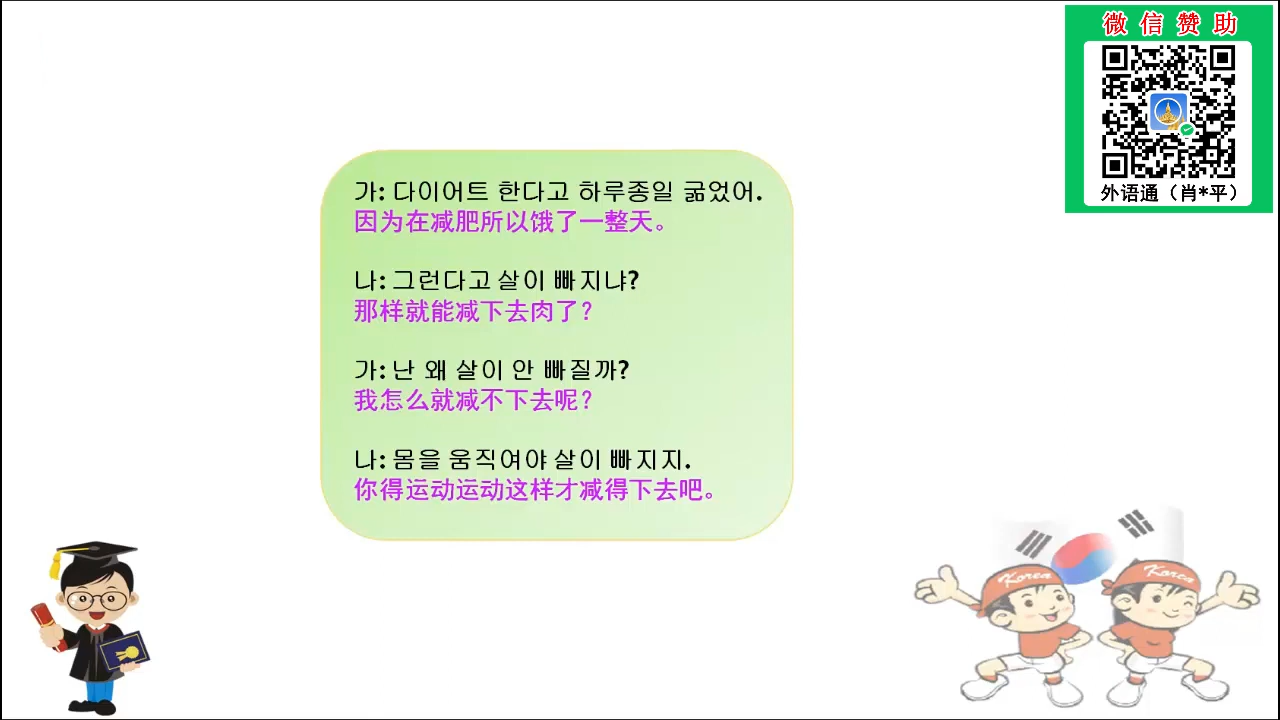 微信赞助
外语通（肖*平）
가: 다이어트 한다고 하루종일 굶었어.
因为在减肥所以饿了一整天。
나: 그런다고 살이 빠지냐?
那样就能减下去肉了？
가: 난 왜 살이 안 빠질까?
我怎么就减不下去呢？
나: 몸을 움직여야 살이 빠지지.
你得运动运动这样才减得下去吧。
Korea
Korea